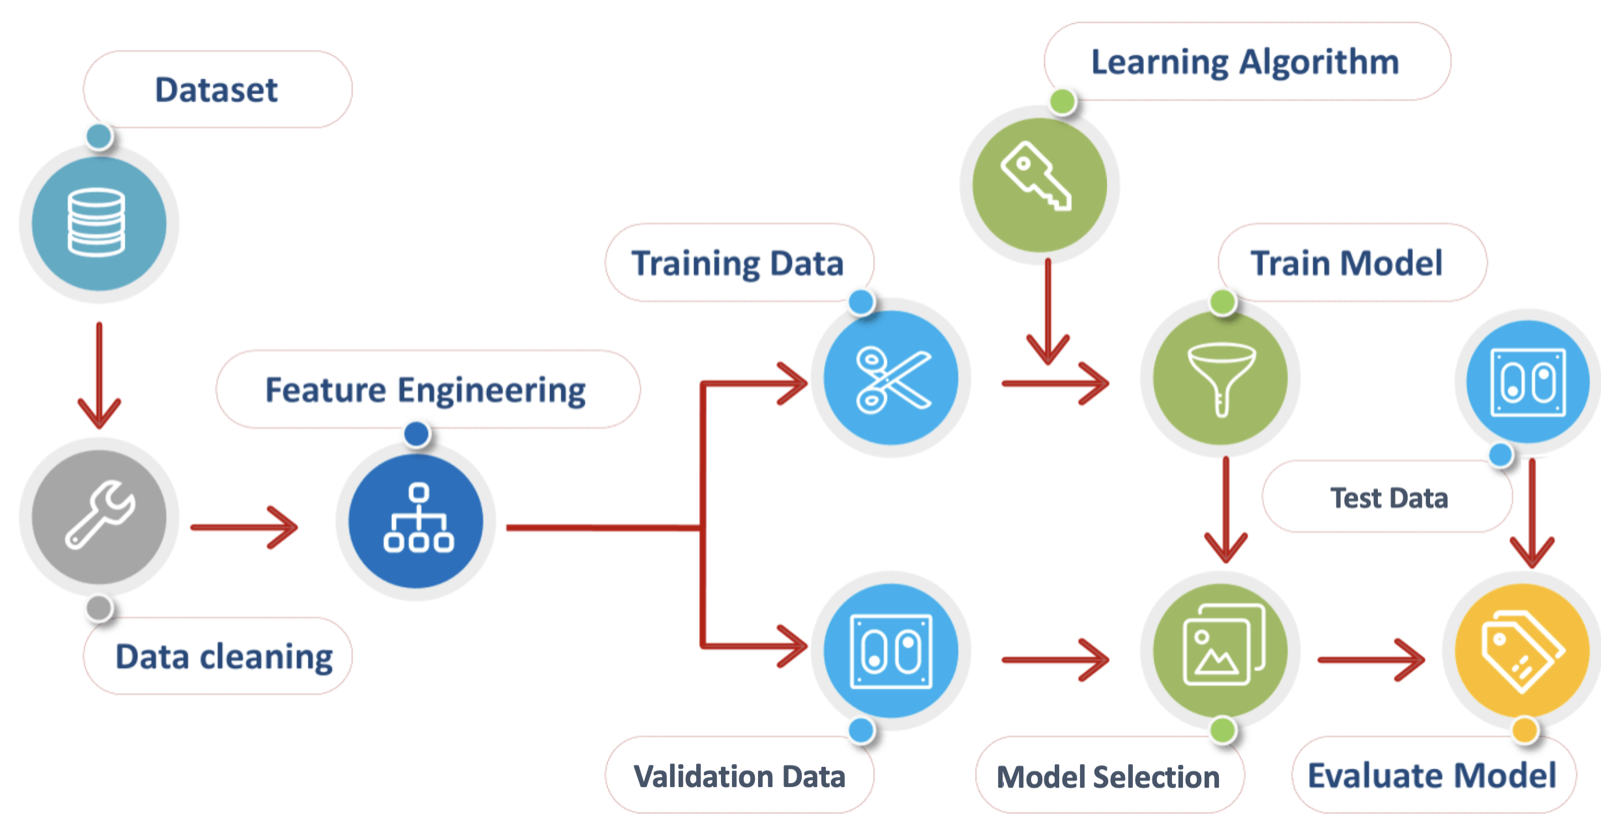 Learning Algorithm
Dataset
Training Data
Train Model
Feature Engineering
Test Data
Data cleaning
Validation Data
Model Selection
Evaluate Model